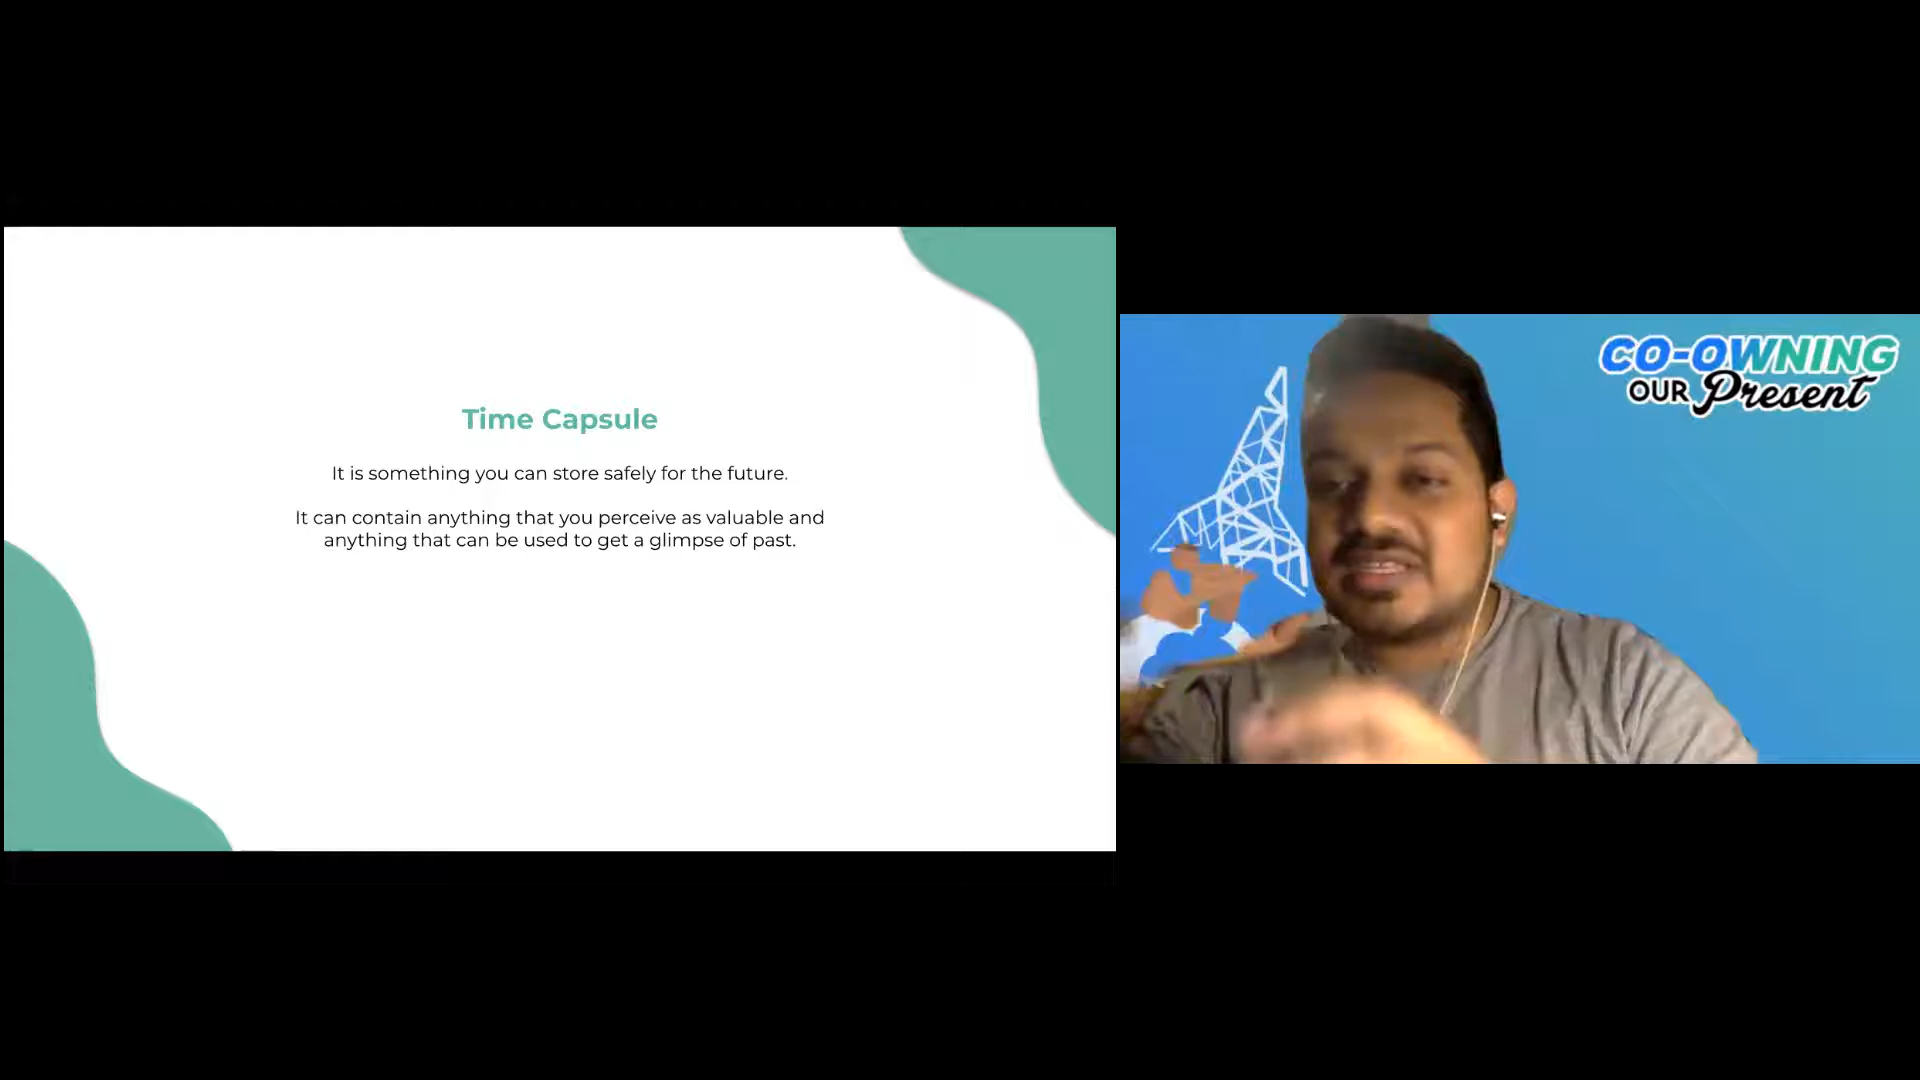 Time Capsule
It is something you can store safely for the future.
It can contain anything that you perceive as valuable and
anything that can be used to get a glimpse of past.
CO-OWNING
OUR Present